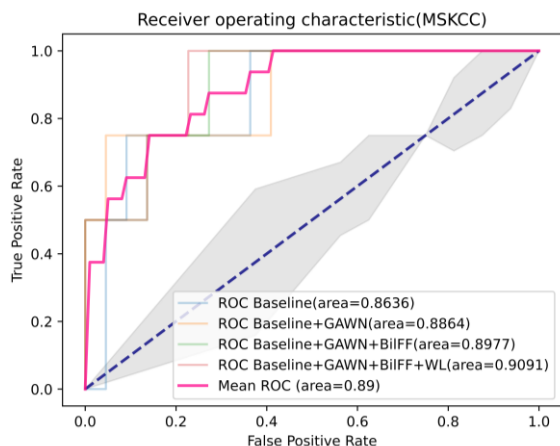 Receiver operating characteristic(MSKCC)
1.0
0.8
0.6
0.4
0.2
0.0
True Positive Rate
ROC Baseline(area=0.8636)
ROC Baseline+GAWN(area=0.8864)
ROC Baseline+GAWN+BilFF(area=0.8977)
ROC Baseline+GAWN+BilFF+WL(area=0.9091)
Mean ROC (area=0.89)
0.0 0.2 0.4 0.6 0.8 1.0
False Positive Rate